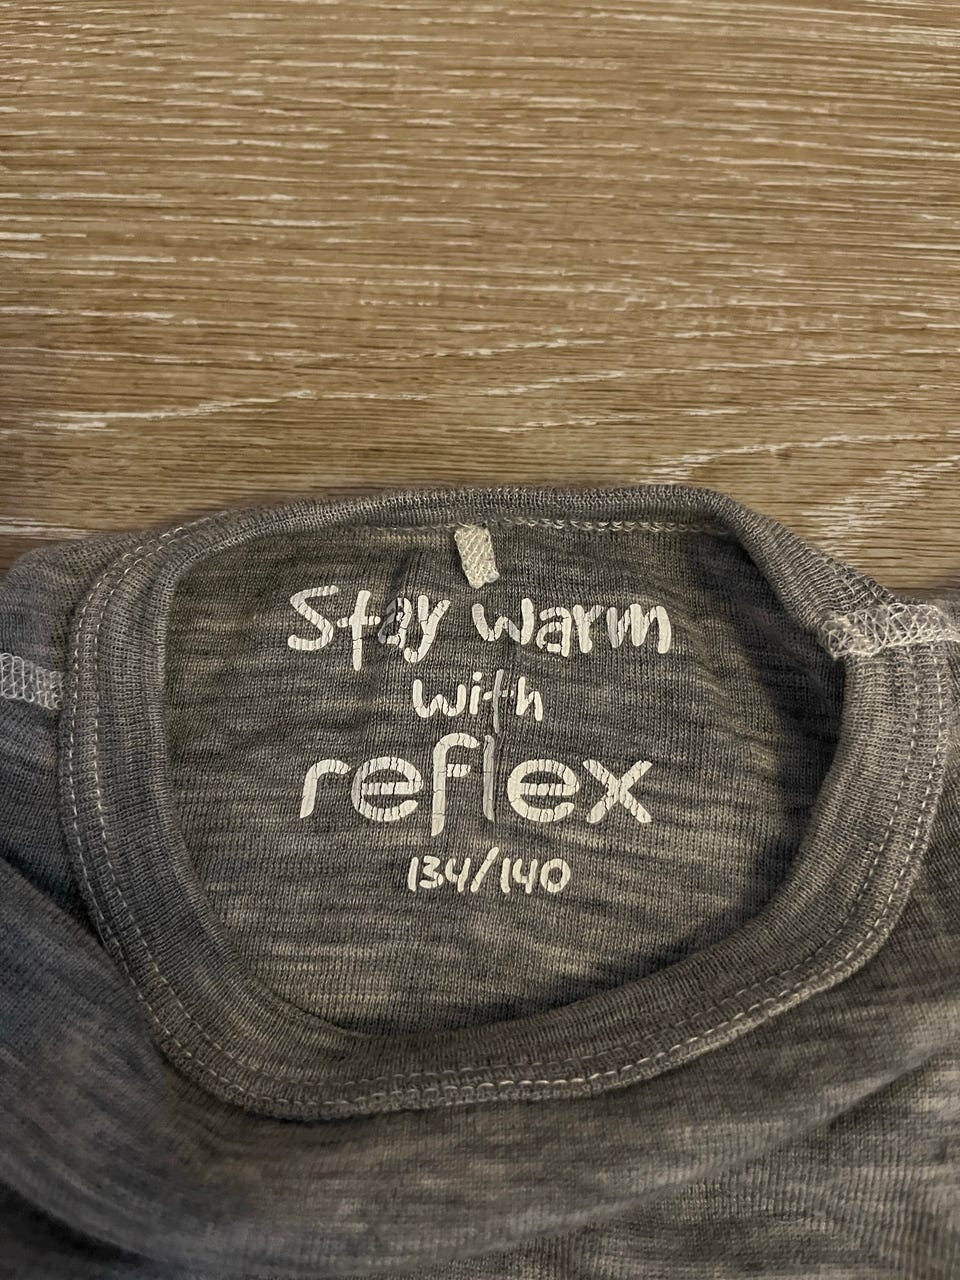 Stay warm
with
reflex
134/140